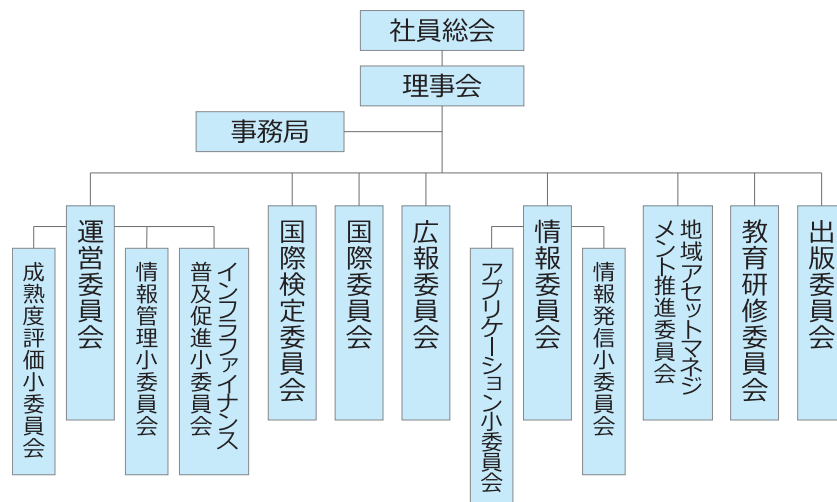 社員総会
理事会
事務局
運営委員会
成熟度評価小委員会
情報管理小委員会
インフラファイナンス
普及促進小委員会
国際検定委員会
国際委員会
広報委員会
情報委員会
アプリケーション小委員会
情報発信小委員会
地域アセットマネジ
メント推進委員会
教育研修委員会
出版委員会